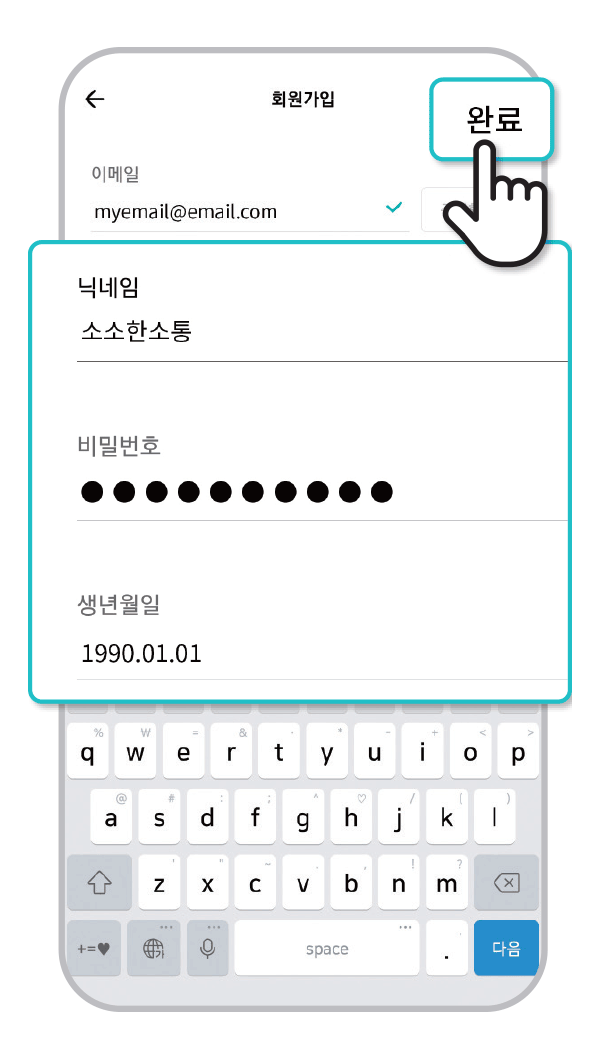 회원가입
완료
이메일
myemail@email.com
닉네임
소소한소통
비밀번호
●●●●●●●●●●
생년월일
1990.01.01
% ₩ = & · * - + < >
q w e r t y u i o p
@ # : ; ^ ♡ / ( )
a s d f g h j k l
' " ~ . , ! ?
z x c v b n m
+=♥ 가 space . 다음